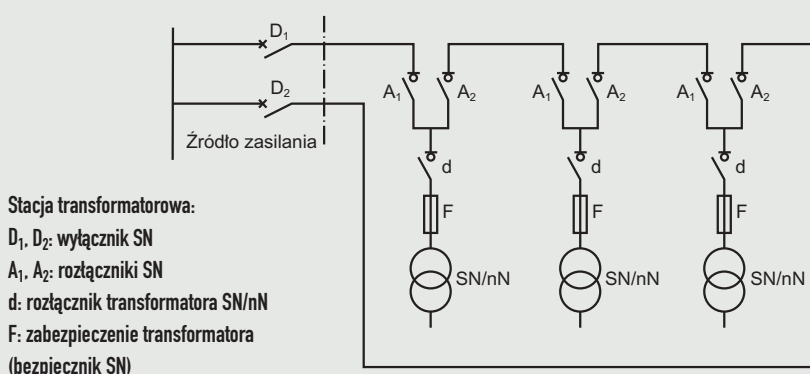 D₁
D₂
Źródło zasilania
A₁ A₂ A₁ A₂ A₁ A₂
d d d
F F F
SN/nN SN/nN SN/nN
Stacja transformatorowa:
D₁, D₂: wyłącznik SN
A₁, A₂: rozłączniki SN
d: rozłącznik transformatora SN/nN
F: zabezpieczenie transformatora
(bezpiecznik SN)